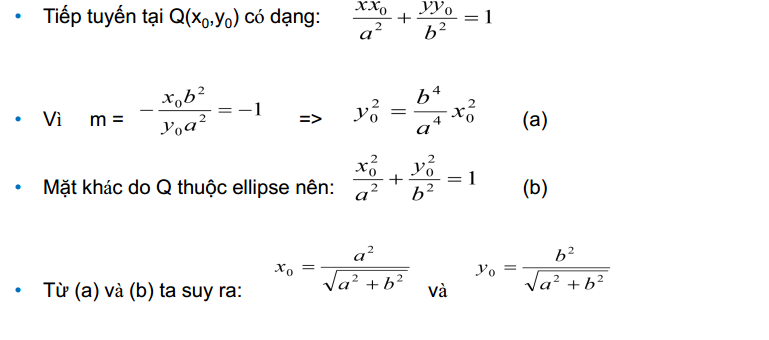 • Tiếp tuyến tại Q(x₀,y₀) có dạng: xx₀/a² + yy₀/b² = 1
• Vì m = −x₀b²/y₀a² = −1 => y₀² = b⁴/a⁴ x₀² (a)
• Mặt khác do Q thuộc ellipse nên: x₀²/a² + y₀²/b² = 1 (b)
• Từ (a) và (b) ta suy ra: x₀ = a²/√(a² + b²) và y₀ = b²/√(a² + b²)